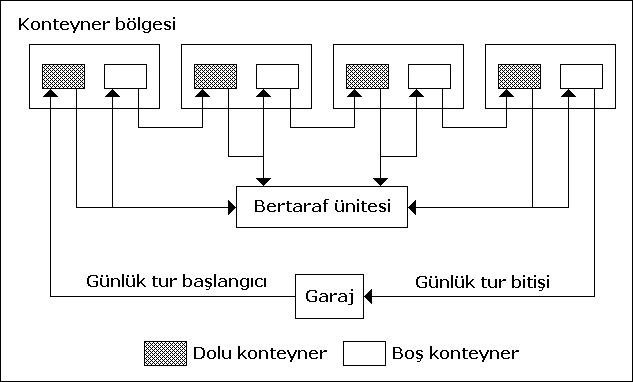 Konteyner bölgesi
Bertaraf ünitesi
Günlük tur başlangıcı
Garaj
Günlük tur bitişi
Dolu konteyner
Boş konteyner